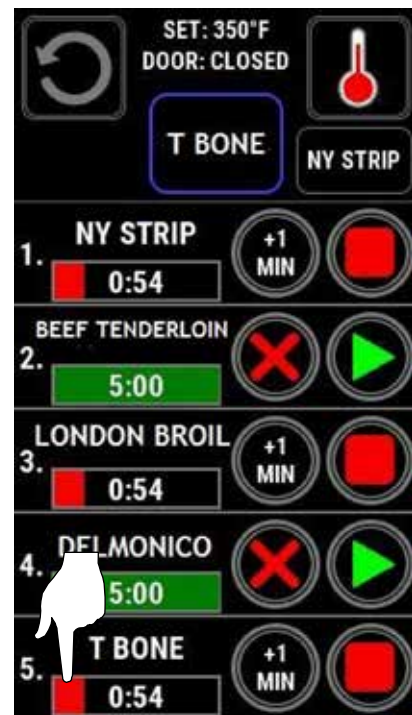 SET: 350°F
DOOR: CLOSED
T BONE
NY STRIP
1. NY STRIP
0:54
+1
MIN
2. BEEF TENDERLOIN
5:00
3. LONDON BROIL
0:54
+1
MIN
4. DELMONICO
5:00
5. T BONE
0:54
+1
MIN